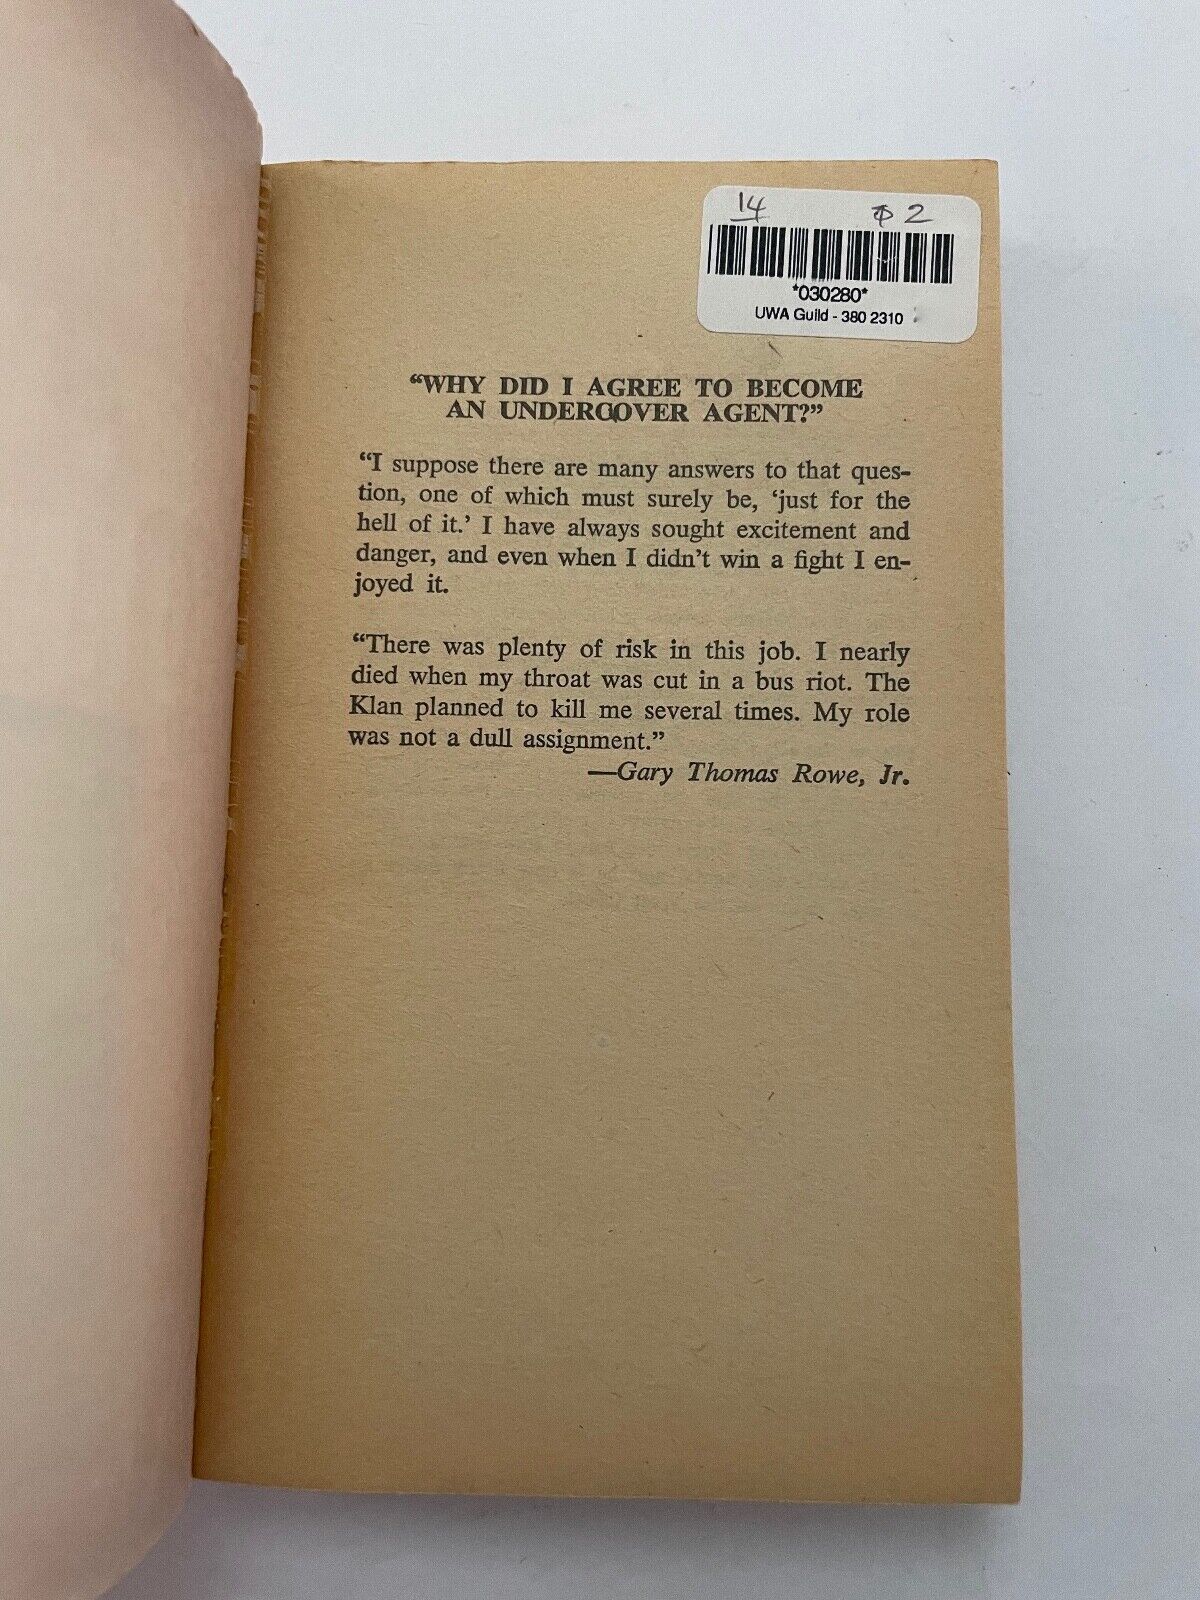 14 $2
*030280*
UWA Guild - 380 2310
“WHY DID I AGREE TO BECOME
AN UNDERCOVER AGENT?”
“I suppose there are many answers to that ques-
tion, one of which must surely be, ‘just for the
hell of it.’ I have always sought excitement and
danger, and even when I didn’t win a fight I en-
joyed it.
“There was plenty of risk in this job. I nearly
died when my throat was cut in a bus riot. The
Klan planned to kill me several times. My role
was not a dull assignment.”
—Gary Thomas Rowe, Jr.